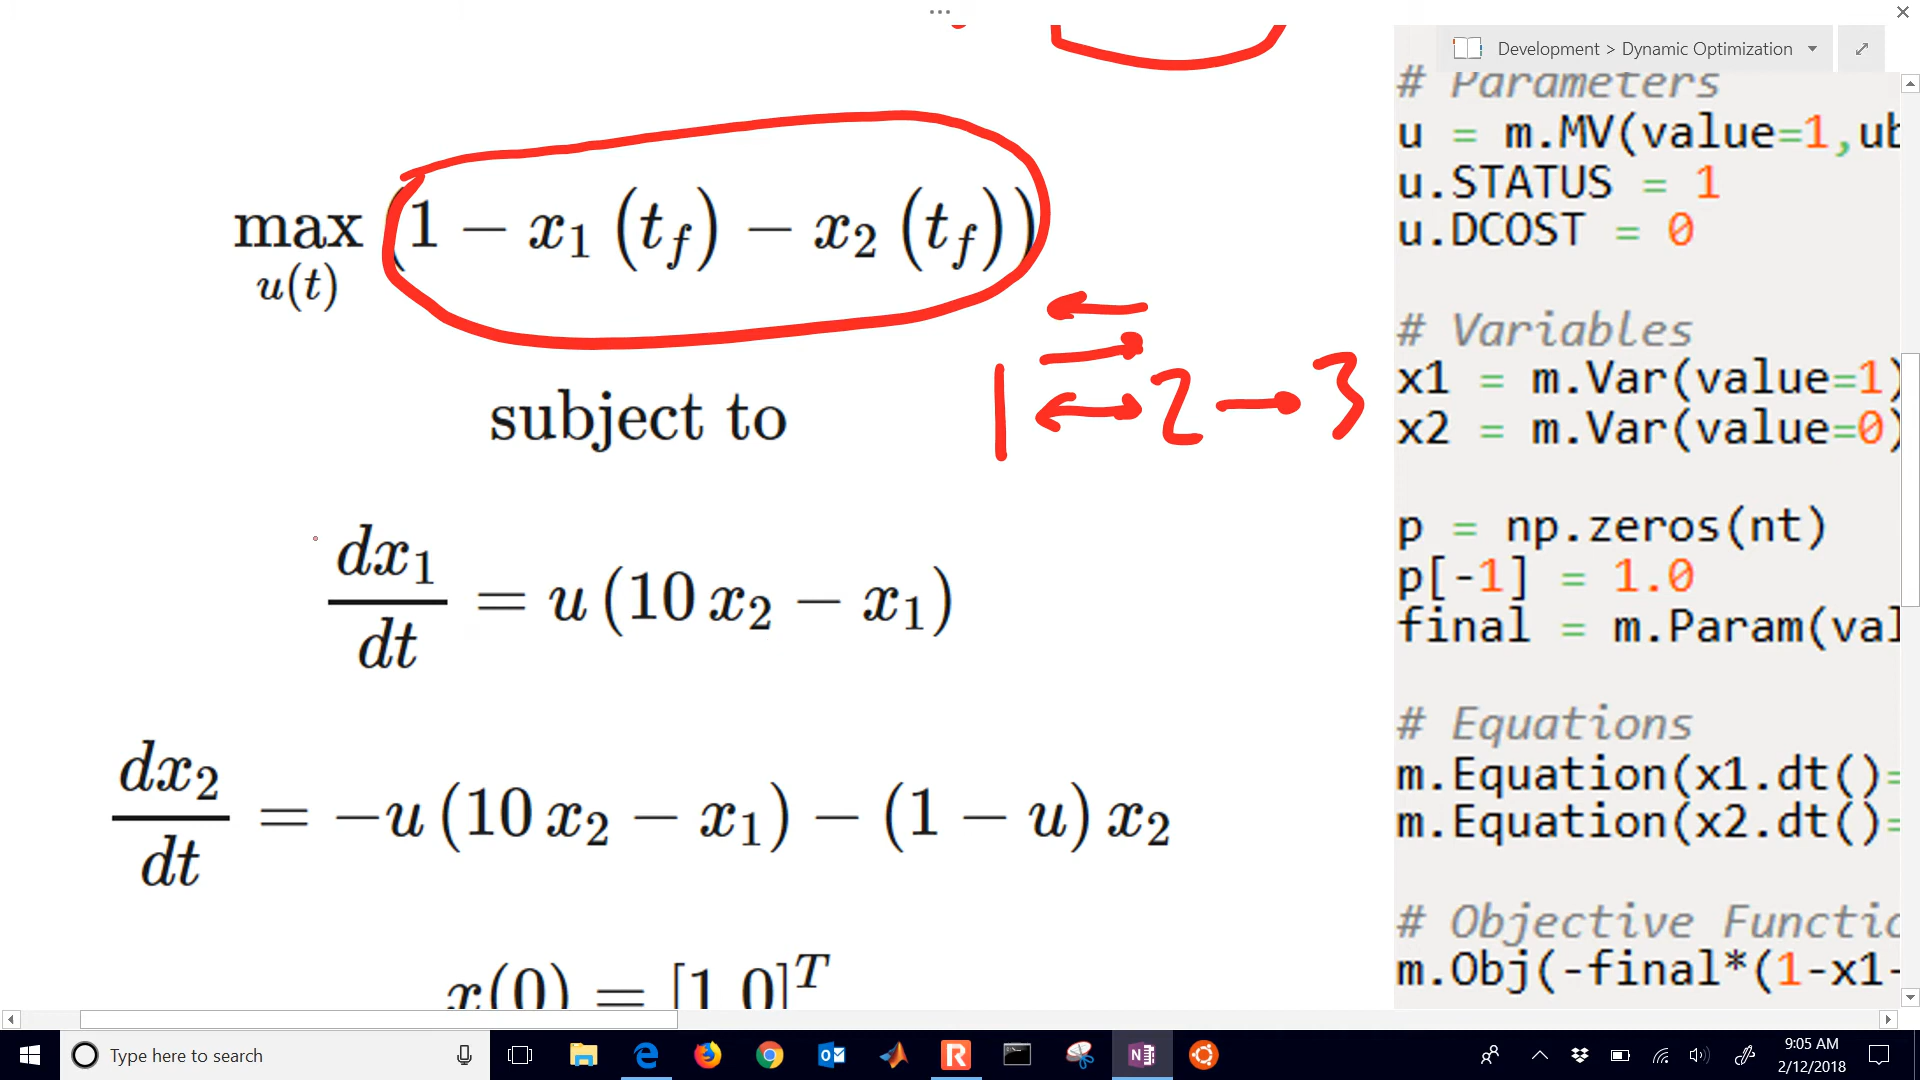 Development > Dynamic Optimization
# Parameters
u = m.MV(value=1,ub
u.STATUS = 1
u.DCOST = 0
# Variables
x1 = m.Var(value=1)
x2 = m.Var(value=0)
p = np.zeros(nt)
p[-1] = 1.0
final = m.Param(val
# Equations
m.Equation(x1.dt()=
m.Equation(x2.dt()=
# Objective Functio
m.Obj(-final*(1-x1-
max (1 − x₁ (t_f) − x₂ (t_f))
u(t)
1 ↔ 2 → 3
subject to
dx₁/dt = u (10 x₂ − x₁)
dx₂/dt = −u (10 x₂ − x₁) − (1 − u) x₂
x(0) = [1 0]ᵀ
Type here to search
9:05 AM
2/12/2018